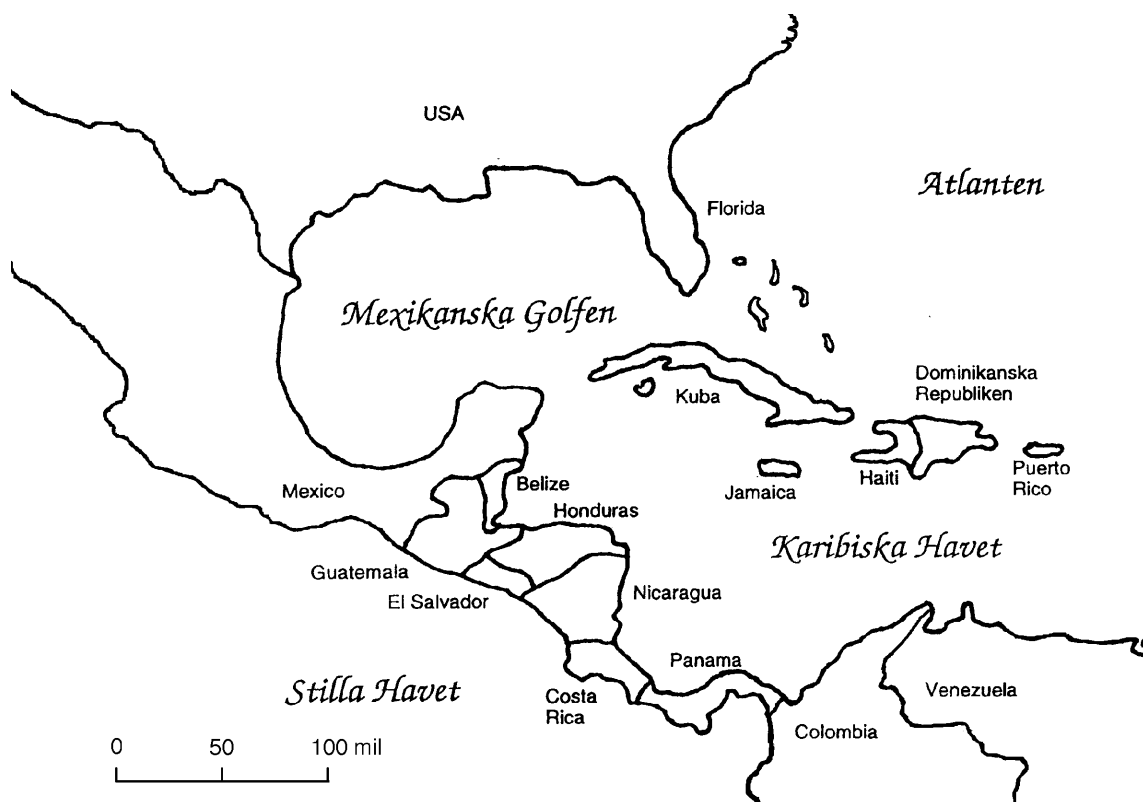 USA
Atlanten
Florida
Mexikanska Golfen
Dominikanska
Republiken
Kuba
Mexico
Belize
Jamaica
Haiti
Puerto
Rico
Honduras
Karibiska Havet
Guatemala
El Salvador
Nicaragua
Panama
Stilla Havet
Costa
Rica
Venezuela
Colombia
0 50 100 mil